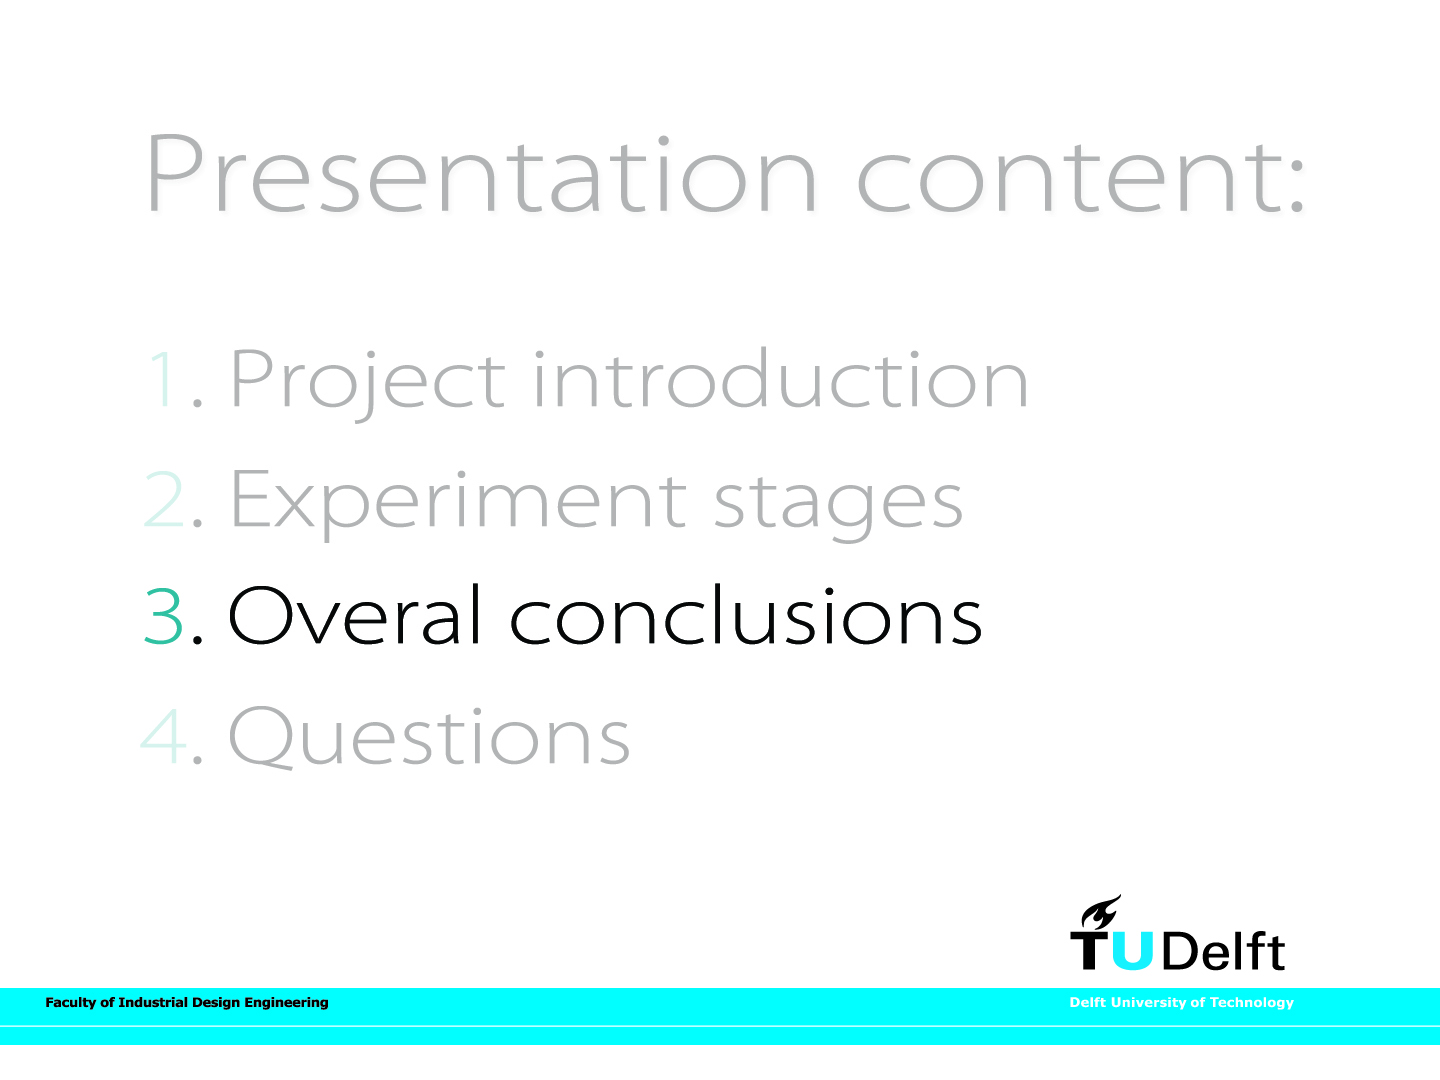 Presentation content:
1. Project introduction
2. Experiment stages
3. Overal conclusions
4. Questions
TUDelft
Faculty of Industrial Design Engineering
Delft University of Technology